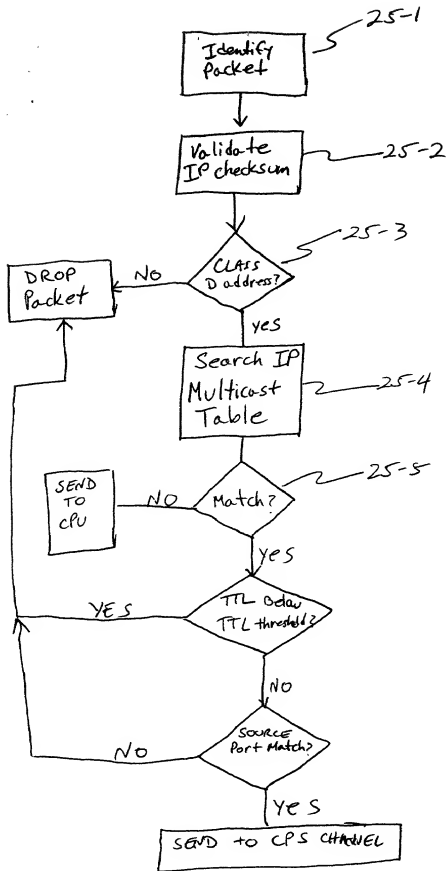 25-1
Identify
Packet
Validate
IP checksum
25-2
25-3
CLASS
D address?
NO
DROP
Packet
yes
Search IP
Multicast
Table
25-4
25-5
SEND
TO
CPU
NO
Match?
yes
TTL Below
TTL threshold?
YES
NO
SOURCE
Port Match?
NO
YES
SEND to CPS CHANNEL